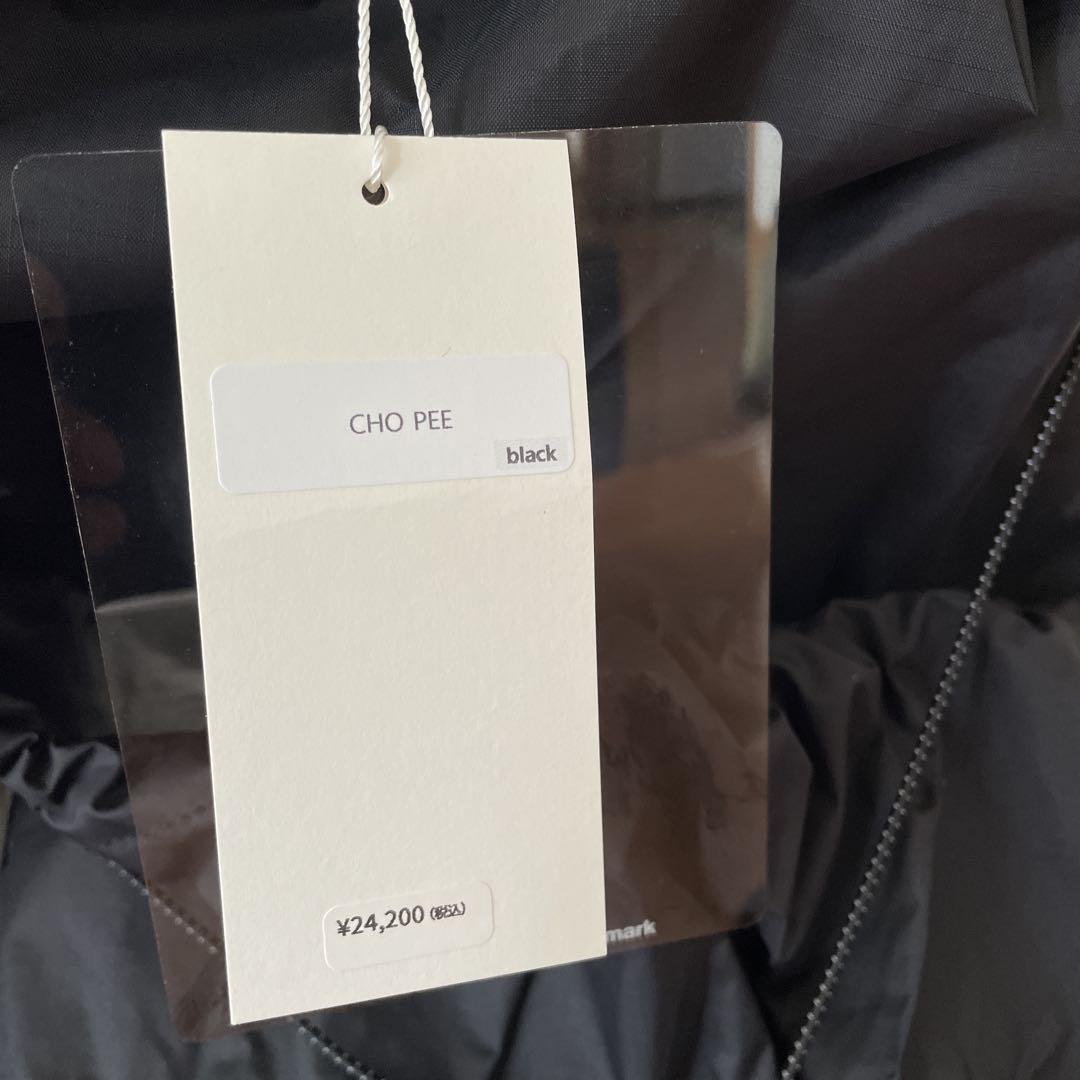 CHO PEE
black
¥24,200(税込)
mark